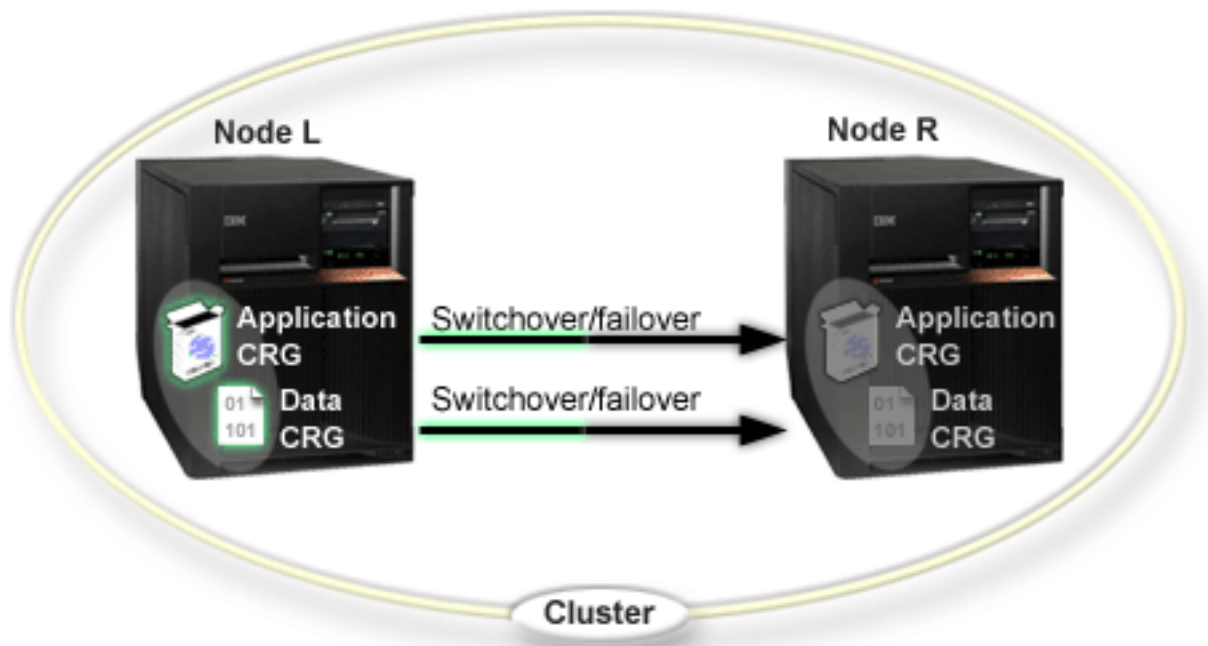 Node L
Node R
IBM
IBM
Application
CRG
Switchover/failover
Application
CRG
01
101
Data
CRG
Switchover/failover
01
101
Data
CRG
Cluster